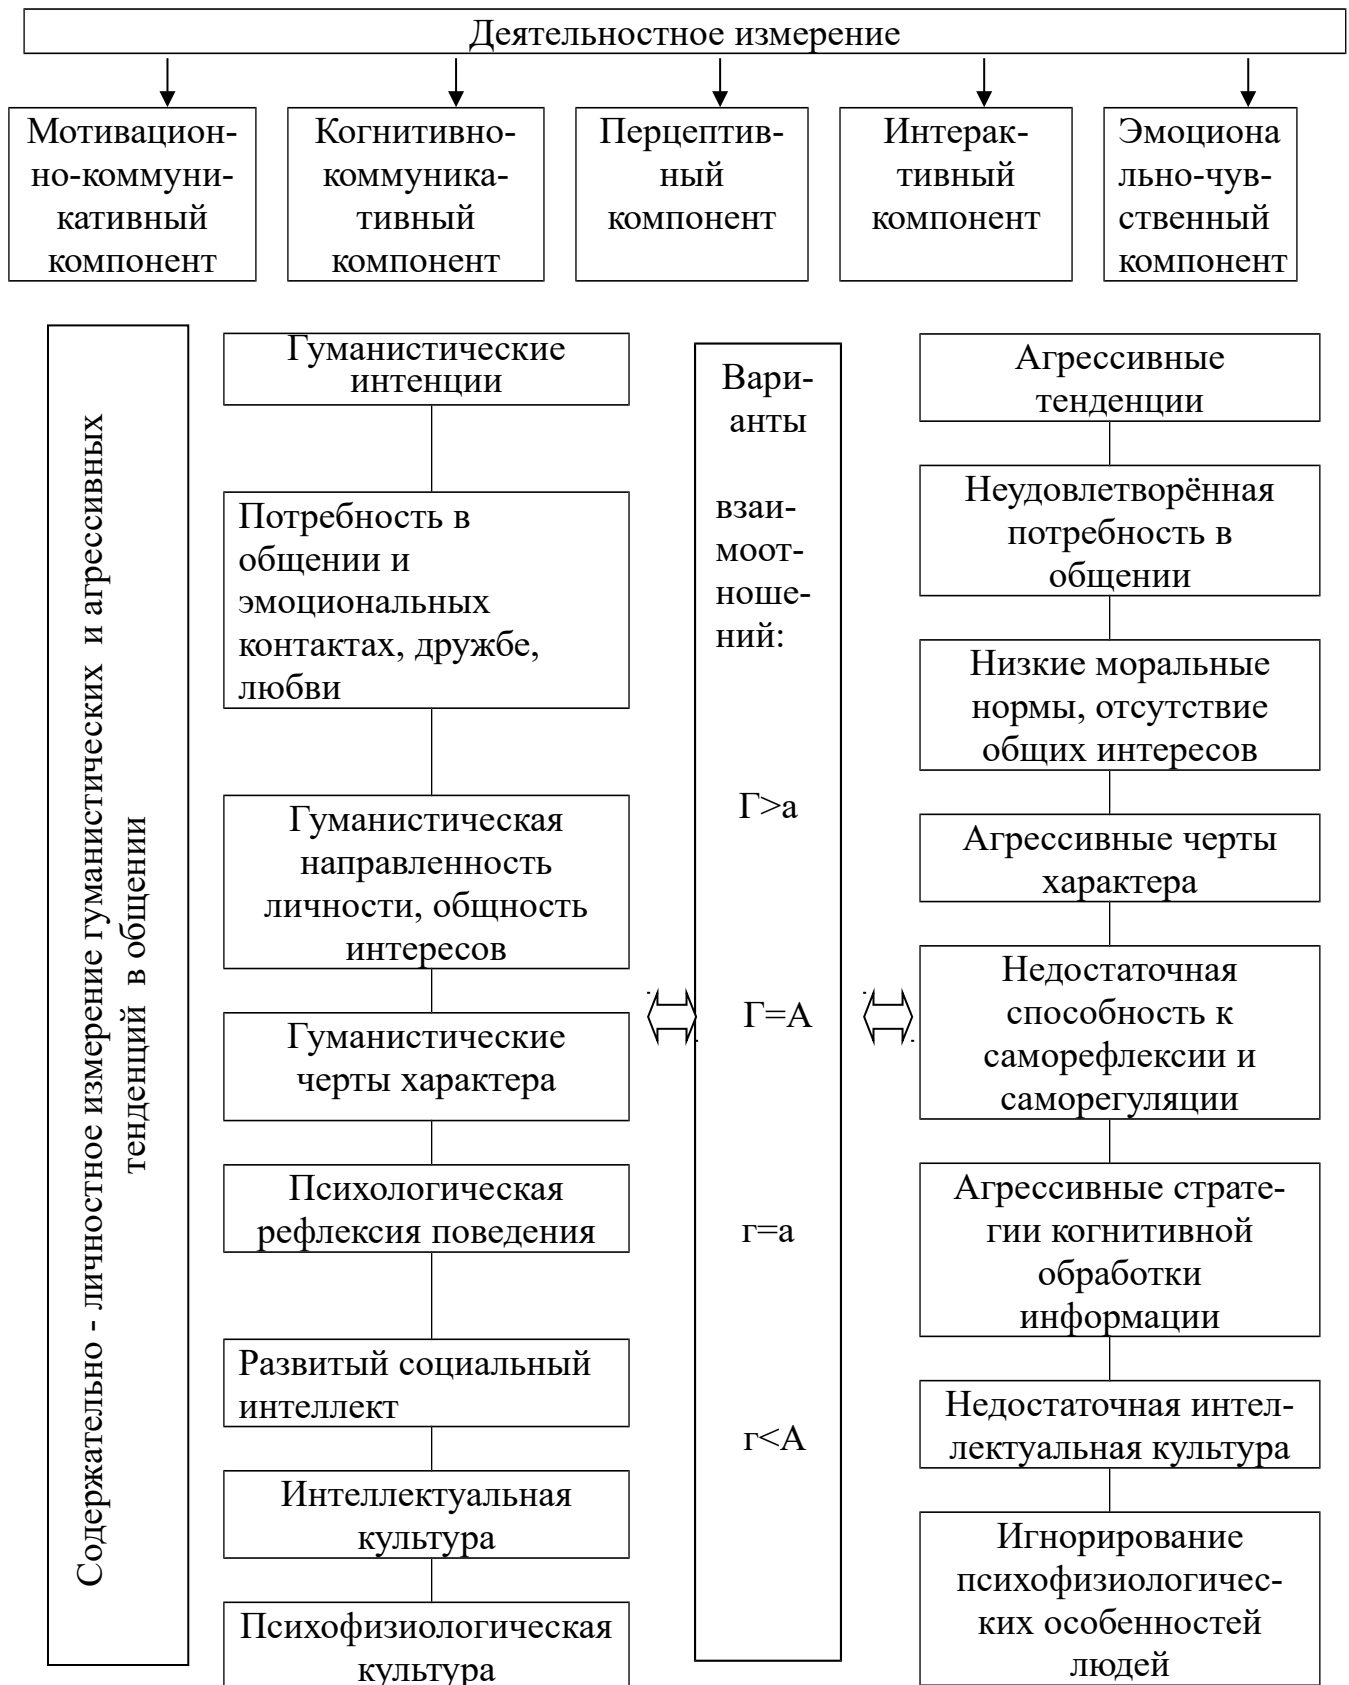 Деятельностное измерение
Мотивацион-
но-коммуни-
кативный
компонент
Когнитивно-
коммуника-
тивный
компонент
Перцептив-
ный
компонент
Интерак-
тивный
компонент
Эмоциона
льно-чув-
ственный
компонент
Содержательно - личностное измерение гуманистических и агрессивных
тенденций в общении
Гуманистические
интенции
Потребность в
общении и
эмоциональных
контактах, дружбе,
любви
Гуманистическая
направленность
личности, общность
интересов
Гуманистические
черты характера
Психологическая
рефлексия поведения
Развитый социальный
интеллект
Интеллектуальная
культура
Психофизиологическая
культура
Вари-
анты
взаи-
моот-
ноше-
ний:
Г>а
Г=А
г=а
г<А
Агрессивные
тенденции
Неудовлетворённая
потребность в
общении
Низкие моральные
нормы, отсутствие
общих интересов
Агрессивные черты
характера
Недостаточная
способность к
саморефлексии и
саморегуляции
Агрессивные страте-
гии когнитивной
обработки
информации
Недостаточная интел-
лектуальная культура
Игнорирование
психофизиологичес-
ких особенностей
людей